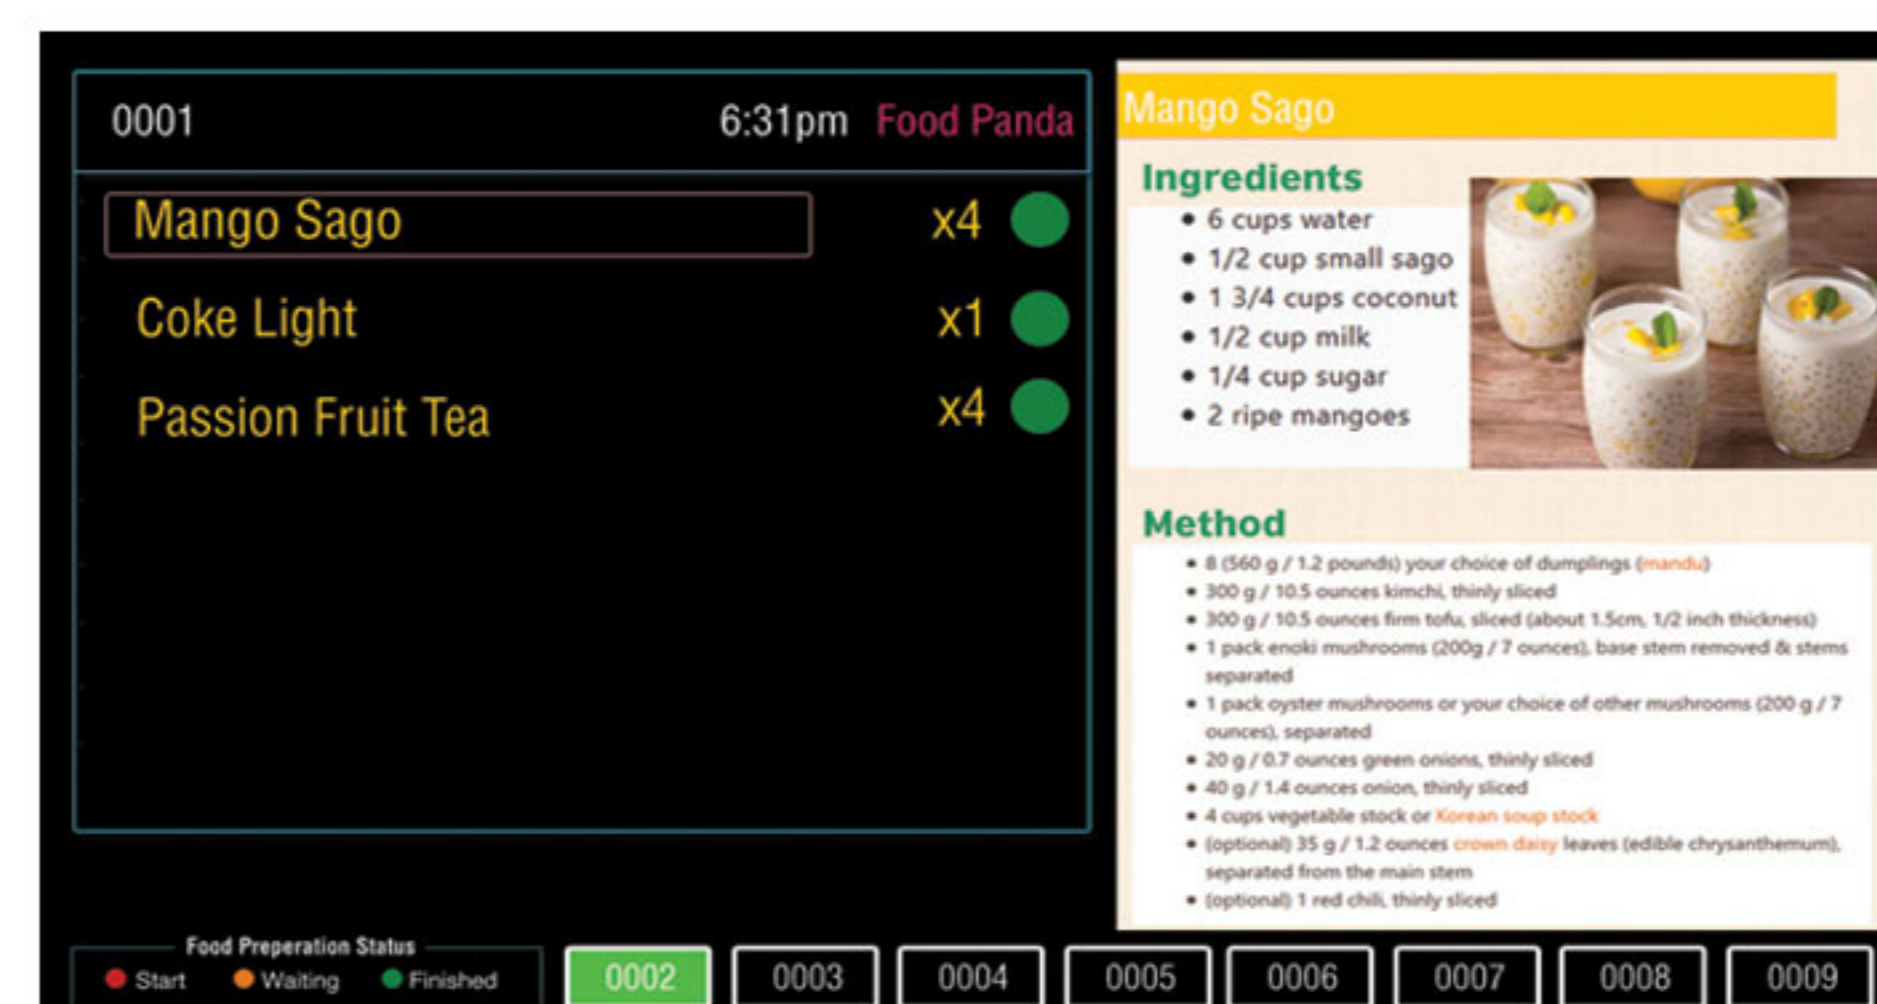 0001 6:31pm Food Panda
Mango Sago x4
Coke Light x1
Passion Fruit Tea x4
Mango Sago
Ingredients
• 6 cups water
• 1/2 cup small sago
• 1 3/4 cups coconut
• 1/2 cup milk
• 1/4 cup sugar
• 2 ripe mangoes
Method
• 8 (560 g / 1.2 pounds) your choice of dumplings (mandu)
• 300 g / 10.5 ounces kimchi, thinly sliced
• 300 g / 10.5 ounces firm tofu, sliced (about 1.5cm, 1/2 inch thickness)
• 1 pack enoki mushrooms (200g / 7 ounces), base stem removed & stems
separated
• 1 pack oyster mushrooms or your choice of other mushrooms (200 g / 7
ounces), separated
• 20 g / 0.7 ounces green onions, thinly sliced
• 40 g / 1.4 ounces onion, thinly sliced
• 4 cups vegetable stock or Korean soup stock
• (optional) 35 g / 1.2 ounces crown daisy leaves (edible chrysanthemum),
separated from the main stem
• (optional) 1 red chili, thinly sliced
Food Preperation Status
Start Waiting Finished
0002 0003 0004 0005 0006 0007 0008 0009